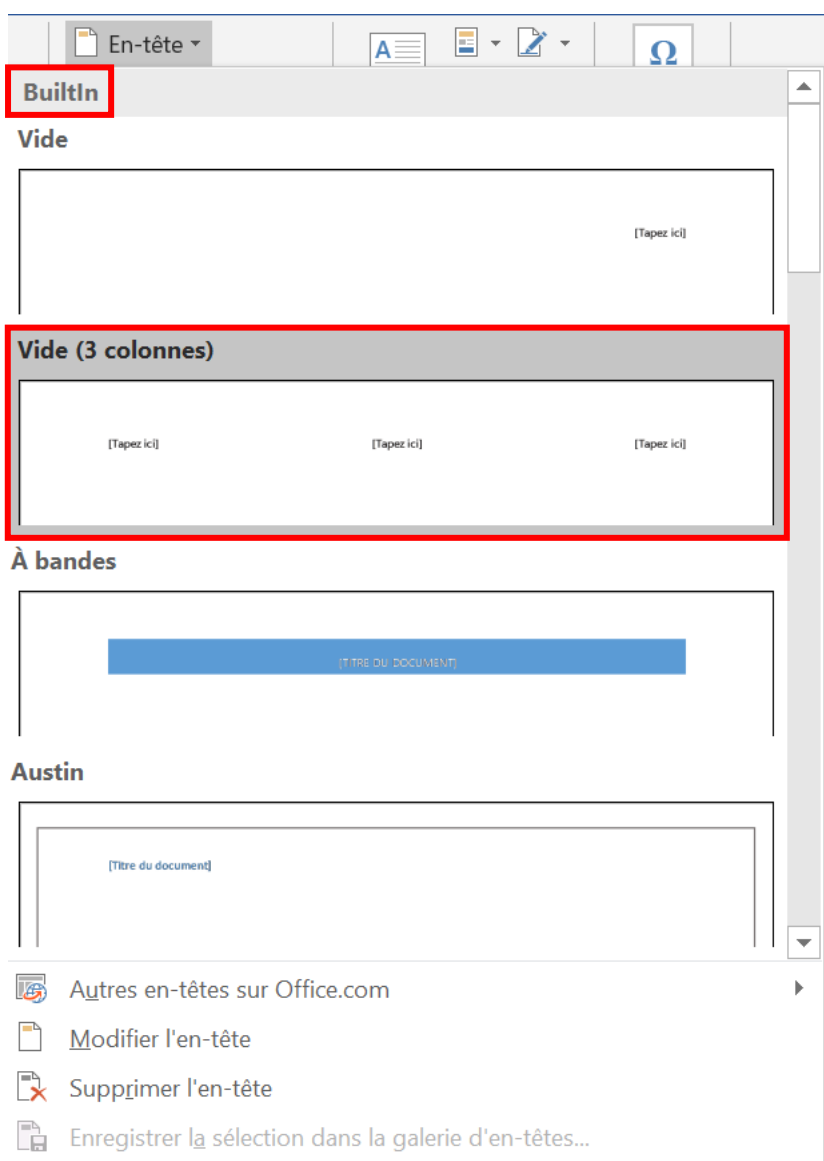 En-tête
A
Ω
BuiltIn
Vide
[Tapez ici]
Vide (3 colonnes)
[Tapez ici] [Tapez ici] [Tapez ici]
À bandes
[TITRE DU DOCUMENT]
Austin
[Titre du document]
Autres en-têtes sur Office.com
Modifier l'en-tête
Supprimer l'en-tête
Enregistrer la sélection dans la galerie d'en-têtes...